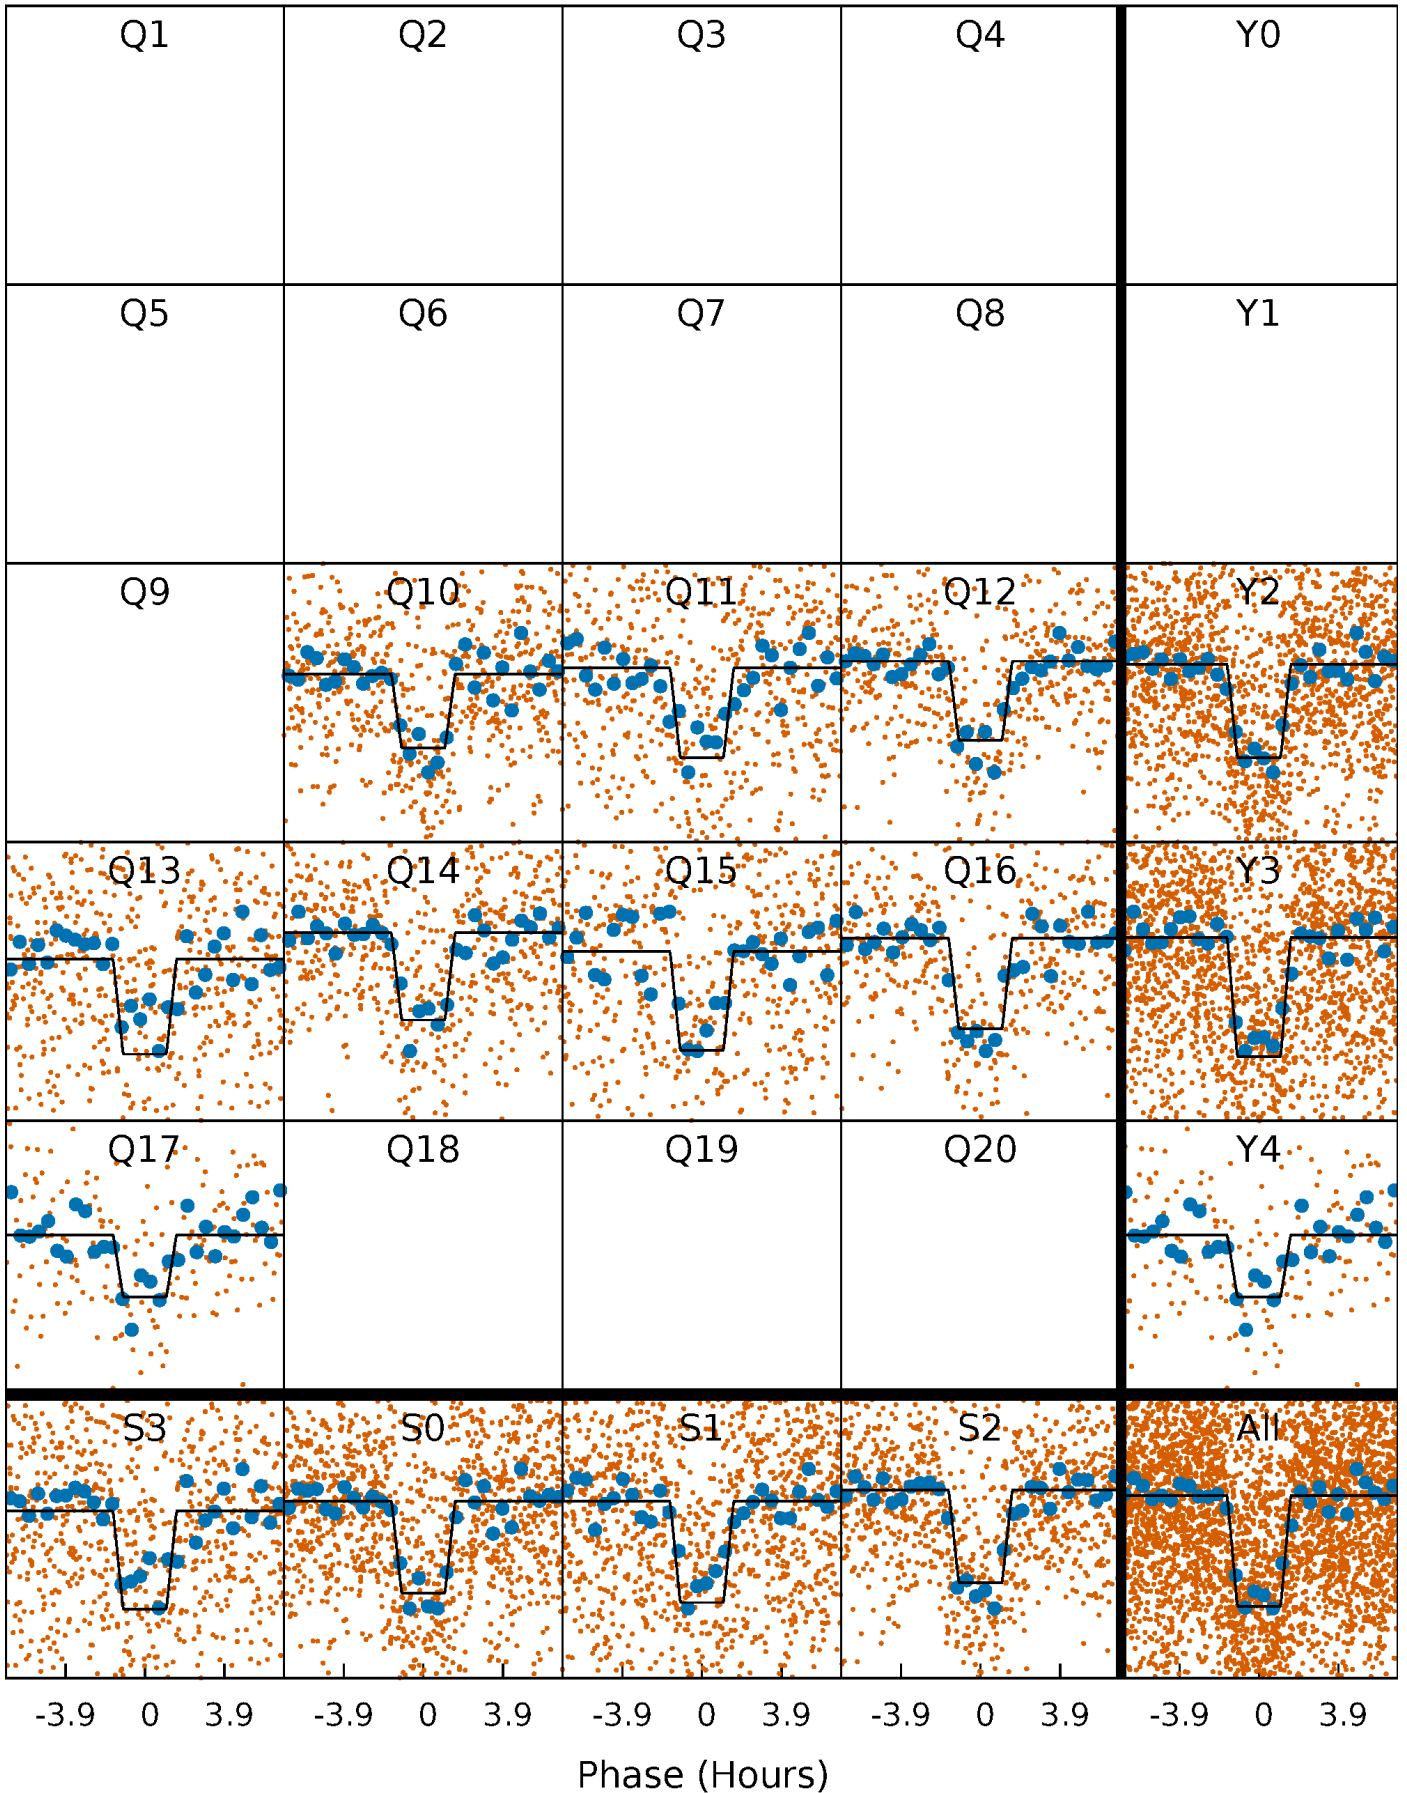 Q1 Q2 Q3 Q4 Y0
Q5 Q6 Q7 Q8 Y1
Q9 Q10 Q11 Q12 Y2
Q13 Q14 Q15 Q16 Y3
Q17 Q18 Q19 Q20 Y4
S3 S0 S1 S2 All
-3.9 0 3.9 -3.9 0 3.9 -3.9 0 3.9 -3.9 0 3.9 -3.9 0 3.9
Phase (Hours)